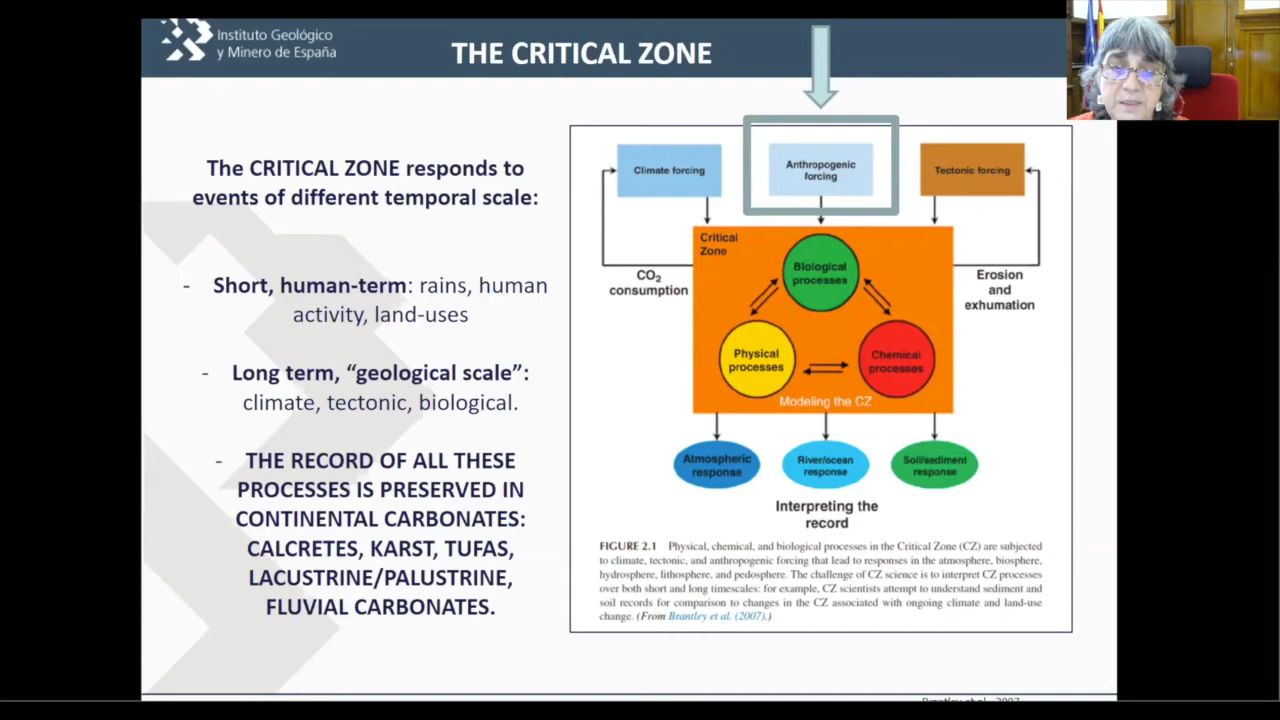 Instituto Geológico
y Minero de España
THE CRITICAL ZONE
The CRITICAL ZONE responds to
events of different temporal scale:
- Short, human-term: rains, human
activity, land-uses
- Long term, “geological scale”:
climate, tectonic, biological.
- THE RECORD OF ALL THESE
PROCESSES IS PRESERVED IN
CONTINENTAL CARBONATES:
CALCRETES, KARST, TUFAS,
LACUSTRINE/PALUSTRINE,
FLUVIAL CARBONATES.
Climate forcing
Anthropogenic
forcing
Tectonic forcing
Critical
Zone
CO₂
consumption
Erosion
and
exhumation
Biological
processes
Physical
processes
Chemical
processes
Modeling the CZ
Atmospheric
response
River/ocean
response
Soil/sediment
response
Interpreting the
record
FIGURE 2.1 Physical, chemical, and biological processes in the Critical Zone (CZ) are subjected
to climate, tectonic, and anthropogenic forcing that lead to responses in the atmosphere, biosphere,
hydrosphere, lithosphere, and pedosphere. The challenge of CZ science is to interpret CZ processes
over both short and long timescales: for example, CZ scientists attempt to understand sediment and
soil records for comparison to changes in the CZ associated with ongoing climate and land-use
change. (From Brantley et al. (2007).)